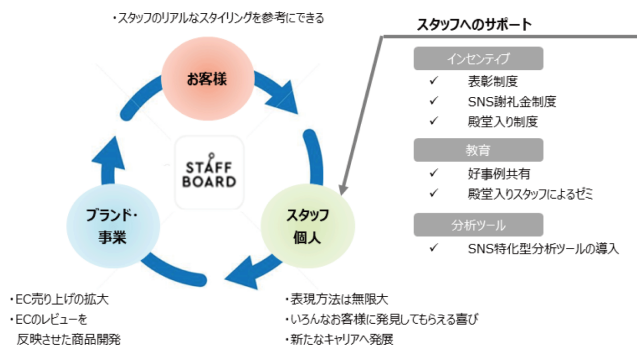 ・スタッフのリアルなスタイリングを参考にできる
お客様
STAFF
BOARD
ブランド・
事業
スタッフ
個人
・EC売り上げの拡大
・ECのレビューを
反映させた商品開発
・表現方法は無限大
・いろんなお客様に発見してもらえる喜び
・新たなキャリアへ発展
スタッフへのサポート
インセンティブ
✓ 表彰制度
✓ SNS謝礼金制度
✓ 殿堂入り制度
教育
✓ 好事例共有
✓ 殿堂入りスタッフによるゼミ
分析ツール
✓ SNS特化型分析ツールの導入